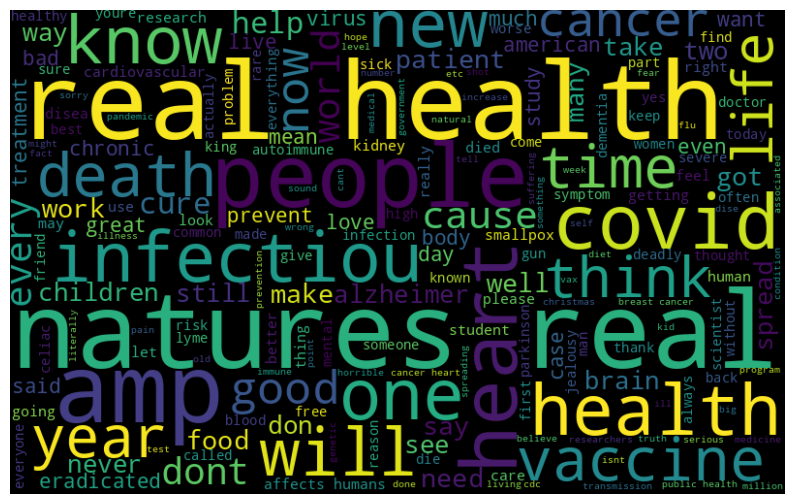 healthy
youre research
virus
much
cancer
worse
want
way
know
help
hope
level
new
american
take
find
two
bad
live
patient
part
fear
right
sure
cardiovascular
sick
number
etc
shot
study
many
yes
doctor
life
real health
now
world
problem
rare
everything
actually
medical
government
increase
natural
flu
dementia
keep
today
treatment
sorry
pandemic
disea
best
mean
might
fact
chronic
king
autoimmune
kidney
died
come
women
severe
even
death
people
really
sound
cant
tell
suffering
something
week
time
symptom
feel
got
getting
often
associated
every
may
work
use
cure
prevent
high
cause
self
dise
great
look
love
body
smallpox
covid
friend
illness
common
made
wrong
infection
day
gun
deadly
diet
thought
infectiou
give
known
well
think
human
condition
children
still
make
alzheimer
please
vax
christmas
breast cancer
spread
natures real
literally
pain
celiac
risk
lyme
prevention
better
thing
mental
someone
student
parkinson
case
jealousy
man
without
scientist
kid
let
old
point
immune
spreading
first
thank
amp
good
one
horrible
cancer heart
heart
brain
back
program
said
going
blood
free
reason
say
health
always
big
everyone
year
food
don
will
see
believe
researchers
truth
serious
medicine
test
called
genetic
die
care
isnt
ill
never
dont
need
vaccine
eradicated
affects humans
done
living
cdc
transmission
public health
million